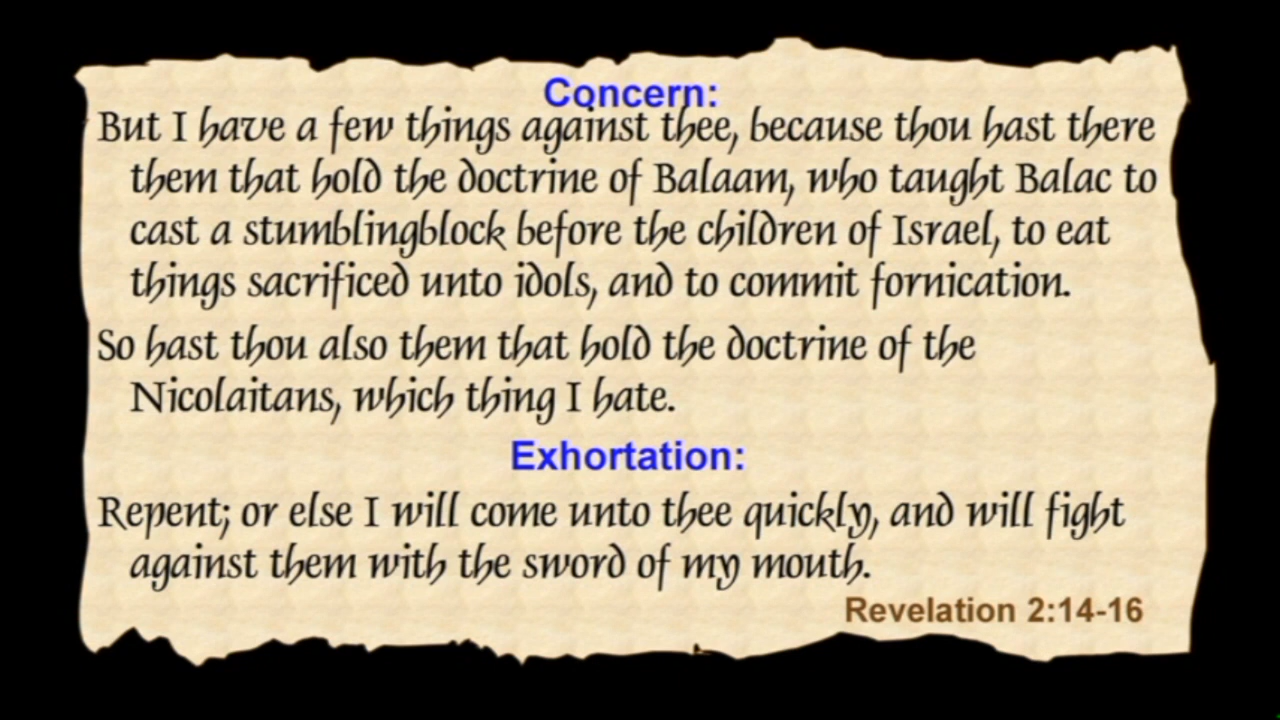 Concern:
But I have a few things against thee, because thou hast there
them that hold the doctrine of Balaam, who taught Balac to
cast a stumblingblock before the children of Israel, to eat
things sacrificed unto idols, and to commit fornication.
So hast thou also them that hold the doctrine of the
Nicolaitans, which thing I hate.
Exhortation:
Repent; or else I will come unto thee quickly, and will fight
against them with the sword of my mouth.
Revelation 2:14-16